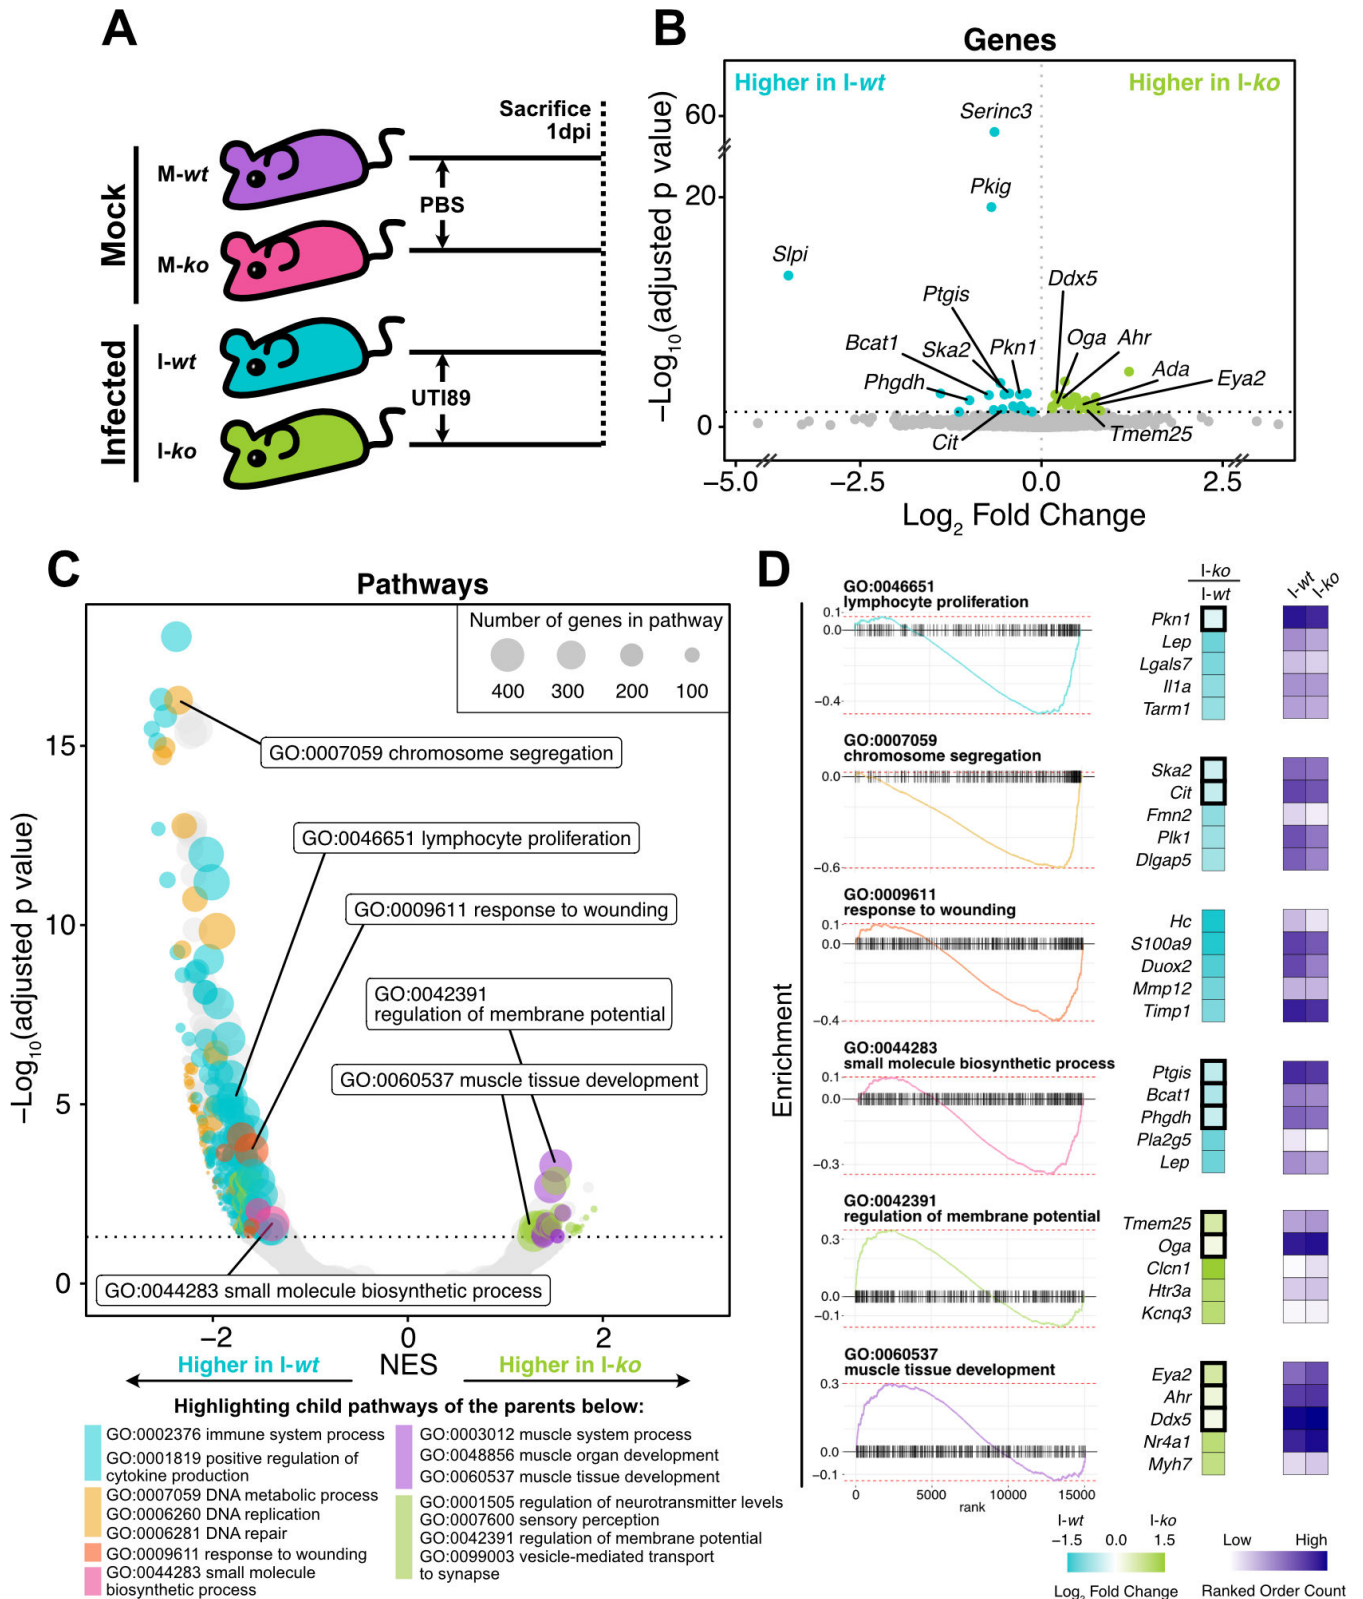 A
Sacrifice
1dpi
Mock
Infected
M-wt
M-ko
I-wt
I-ko
PBS
UTI89
B
Genes
Higher in I-wt
Higher in I-ko
−Log10(adjusted p value)
60
20
0
Serinc3
Pkig
Slpi
Ddx5
Ptgis
Oga
Ahr
Bcat1
Ska2
Pkn1
Ada
Phgdh
Eya2
Cit
Tmem25
−5.0
−2.5
0.0
2.5
Log2 Fold Change
C
Pathways
Number of genes in pathway
400
300
200
100
−Log10(adjusted p value)
15
10
5
0
GO:0007059 chromosome segregation
GO:0046651 lymphocyte proliferation
GO:0009611 response to wounding
GO:0042391
regulation of membrane potential
GO:0060537 muscle tissue development
GO:0044283 small molecule biosynthetic process
−2
0
2
Higher in I-wt
NES
Higher in I-ko
Highlighting child pathways of the parents below:
GO:0002376 immune system process
GO:0001819 positive regulation of
cytokine production
GO:0007059 DNA metabolic process
GO:0006260 DNA replication
GO:0006281 DNA repair
GO:0009611 response to wounding
GO:0044283 small molecule
biosynthetic process
GO:0003012 muscle system process
GO:0048856 muscle organ development
GO:0060537 muscle tissue development
GO:0001505 regulation of neurotransmitter levels
GO:0007600 sensory perception
GO:0042391 regulation of membrane potential
GO:0099003 vesicle-mediated transport
to synapse
D
Enrichment
I-ko
I-wt
I-wt
I-ko
GO:0046651
lymphocyte proliferation
0.1
0.0
−0.4
Pkn1
Lep
Lgals7
Il1a
Tarm1
GO:0007059
chromosome segregation
0.0
−0.6
Ska2
Cit
Fmn2
Plk1
Dlgap5
GO:0009611
response to wounding
0.1
0.0
−0.4
Hc
S100a9
Duox2
Mmp12
Timp1
GO:0044283
small molecule biosynthetic process
0.1
0.0
−0.3
Ptgis
Bcat1
Phgdh
Pla2g5
Lep
GO:0042391
regulation of membrane potential
0.3
0.0
−0.1
Tmem25
Oga
Clcn1
Htr3a
Kcnq3
GO:0060537
muscle tissue development
0.3
0.0
−0.1
Eya2
Ahr
Ddx5
Nr4a1
Myh7
0
5000
10000
15000
rank
I-wt
I-ko
−1.5
0.0
1.5
Log2 Fold Change
Low
High
Ranked Order Count